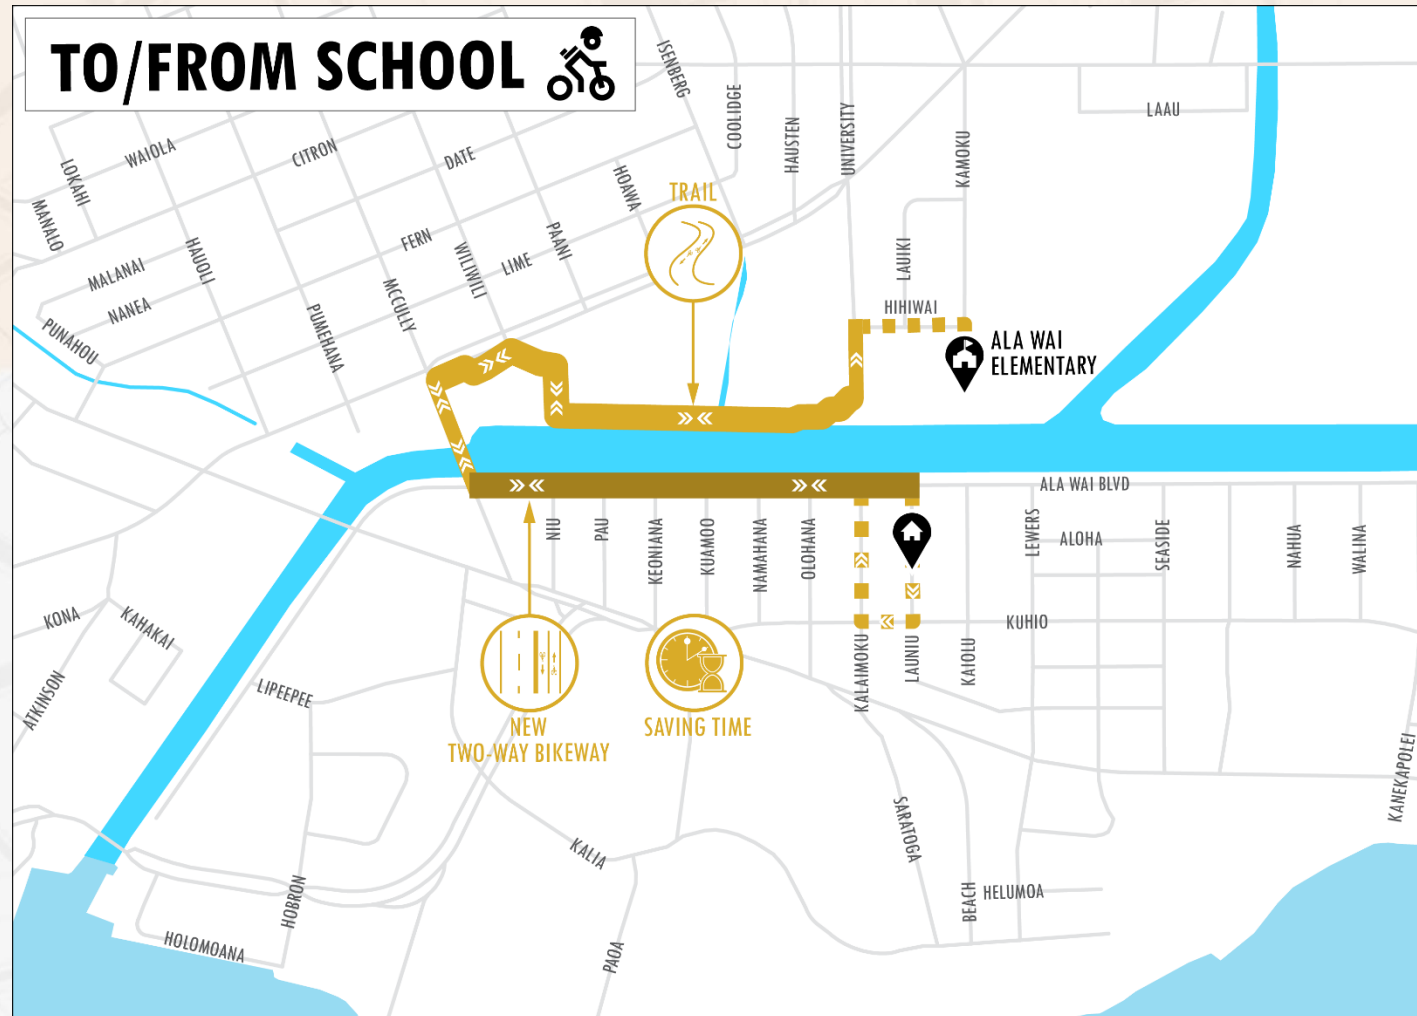 TO/FROM SCHOOL
ISENBERG
COOLIDGE
HAUSTEN
UNIVERSITY
KAMOKU
LAAU
LOKAHI
WAIOLA
CITRON
DATE
HOAWA
MANALO
TRAIL
MALANAI
HAUOLI
FERN
WILIWILI
LIME
PAANI
LAUIKI
NANEA
MCCULLY
HIHIWAI
PUNAHOU
PUMEHANA
ALA WAI
ELEMENTARY
ALA WAI BLVD
NIU
PAU
KEONIANA
KUAMOO
NAMAHANA
OLOHANA
LEWERS
ALOHA
SEASIDE
NAHUA
WALINA
KONA
KAHAKAI
KUHIO
ATKINSON
LIPEEPEE
KALAIMOKU
LAUNIU
KAIOLU
NEW
TWO-WAY BIKEWAY
SAVING TIME
KANEKAPOLEI
SARATOGA
KALIA
HOBRON
BEACH
HELUMOA
HOLOMOANA
PAOA